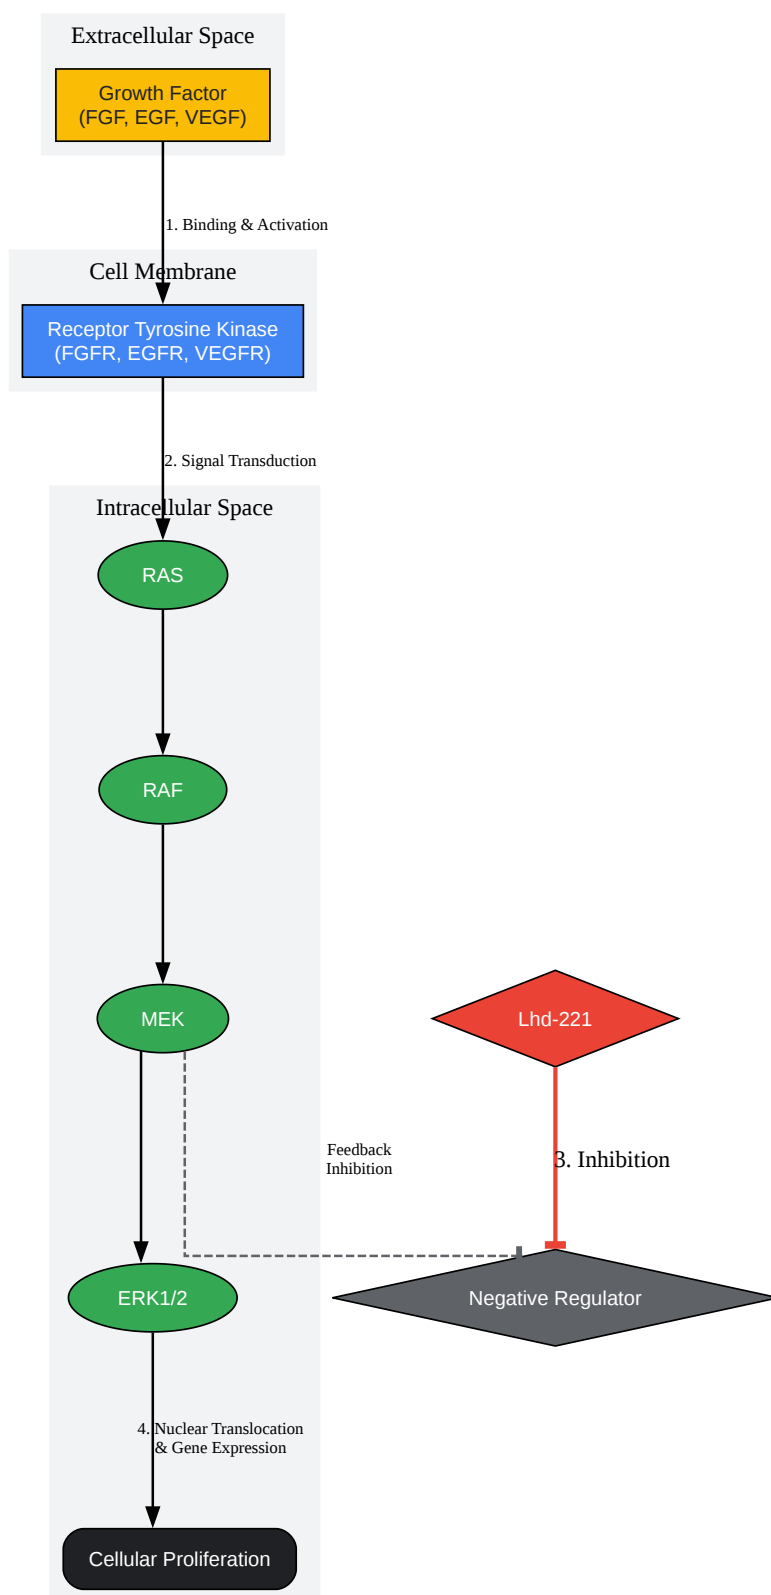 Extracellular Space
Growth Factor
(FGF, EGF, VEGF)
1. Binding & Activation
Cell Membrane
Receptor Tyrosine Kinase
(FGFR, EGFR, VEGFR)
2. Signal Transduction
Intracellular Space
RAS
RAF
MEK
Lhd-221
Feedback
Inhibition
3. Inhibition
ERK1/2
Negative Regulator
4. Nuclear Translocation
& Gene Expression
Cellular Proliferation